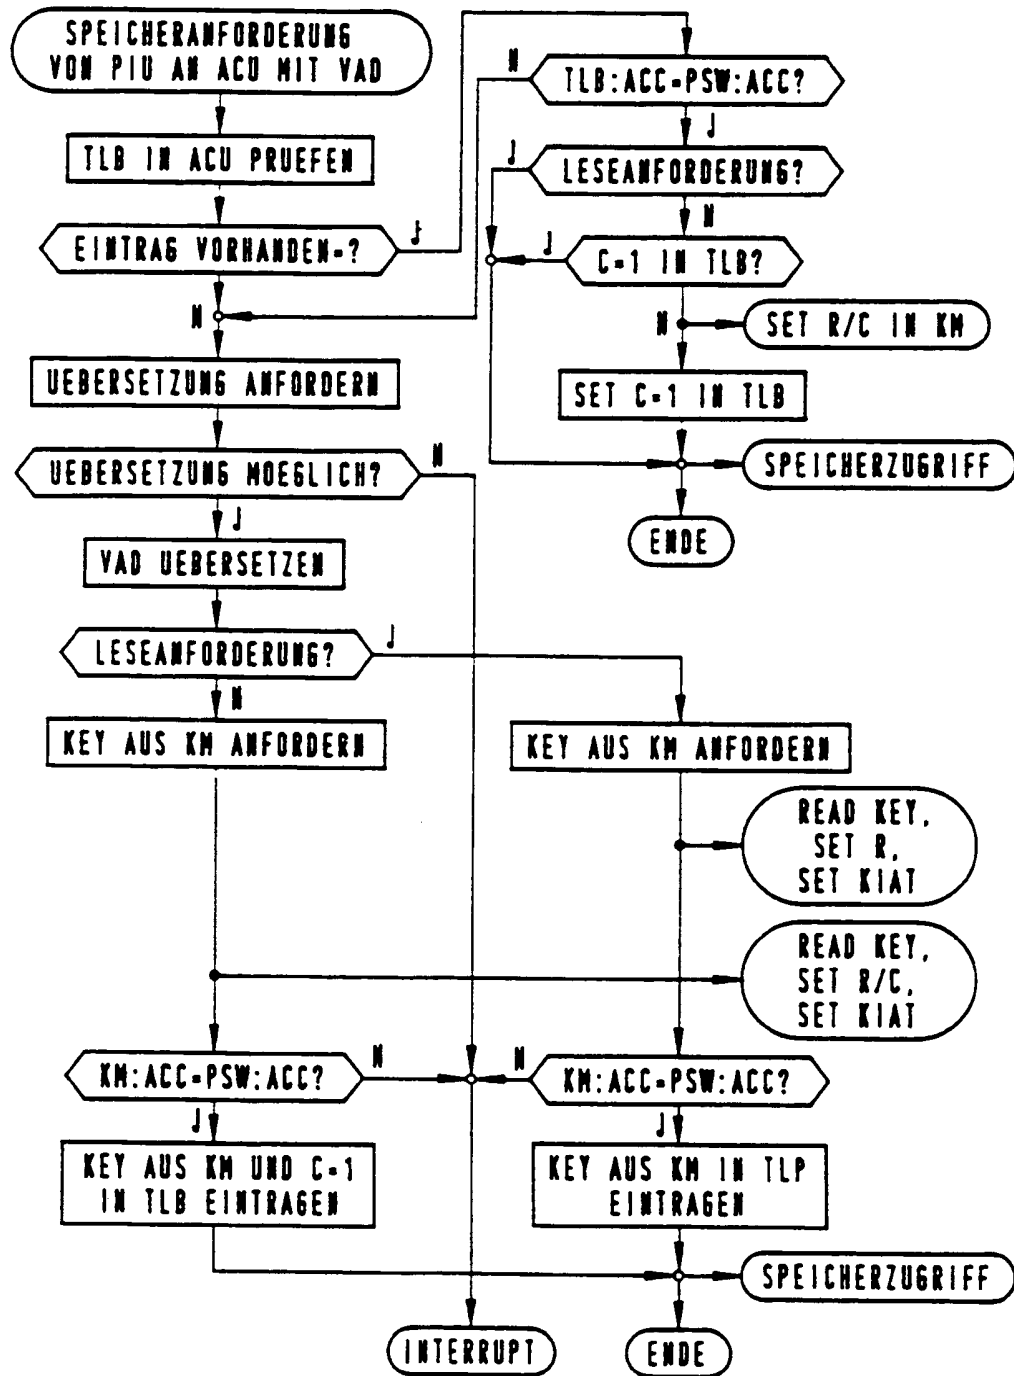 SPEICHERANFORDERUNG
VON PIU AN ACU MIT VAD
TLB IN ACU PRUEFEN
EINTRAG VORHANDEN=?
J
N
UEBERSETZUNG ANFORDERN
UEBERSETZUNG MOEGLICH?
N
J
VAD UEBERSETZEN
LESEANFORDERUNG?
J
N
KEY AUS KM ANFORDERN
KM:ACC=PSW:ACC?
N
J
KEY AUS KM UND C=1
IN TLB EINTRAGEN
INTERRUPT
TLB:ACC=PSW:ACC?
N
J
LESEANFORDERUNG?
J
N
C=1 IN TLB?
J
N
SET R/C IN KM
SET C=1 IN TLB
SPEICHERZUGRIFF
ENDE
KEY AUS KM ANFORDERN
READ KEY,
SET R,
SET KIAT
READ KEY,
SET R/C,
SET KIAT
KM:ACC=PSW:ACC?
N
J
KEY AUS KM IN TLP
EINTRAGEN
SPEICHERZUGRIFF
ENDE